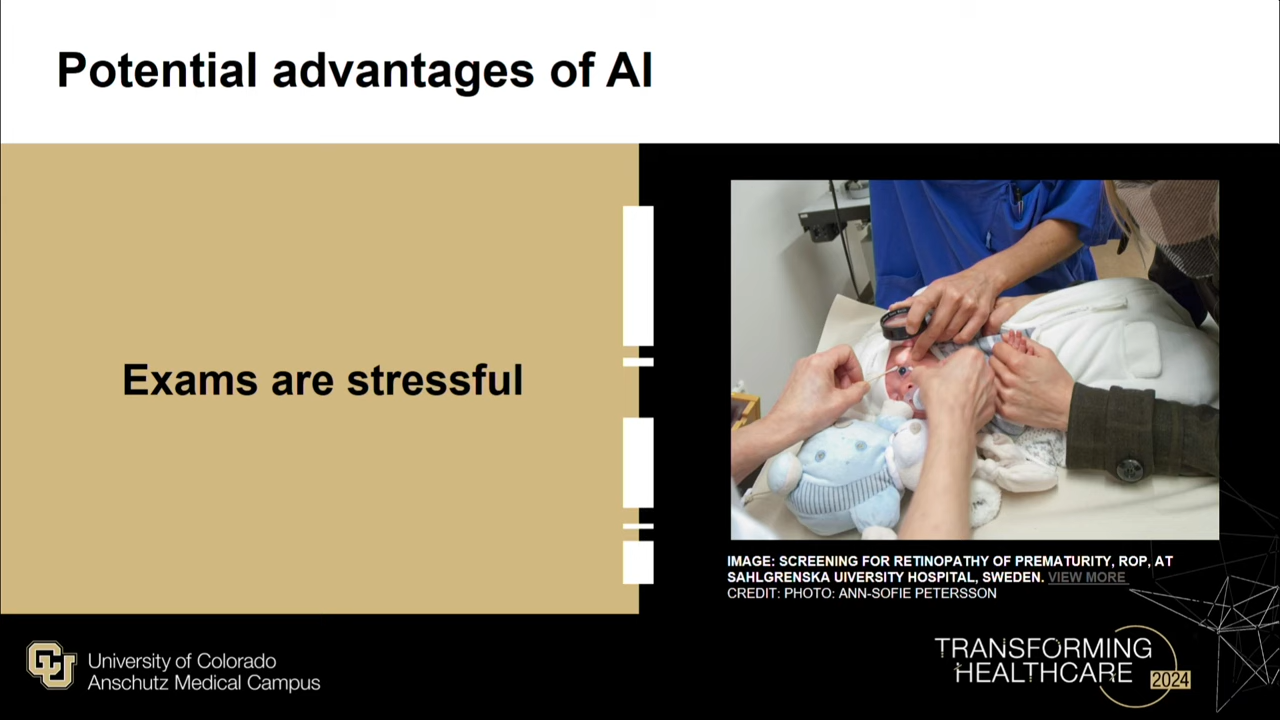 Potential advantages of AI
Exams are stressful
IMAGE: SCREENING FOR RETINOPATHY OF PREMATURITY, ROP, AT
SAHLGRENSKA UIVERSITY HOSPITAL, SWEDEN. VIEW MORE
CREDIT: PHOTO: ANN-SOFIE PETERSSON
CU
University of Colorado
Anschutz Medical Campus
TRANSFORMING
HEALTHCARE
2024